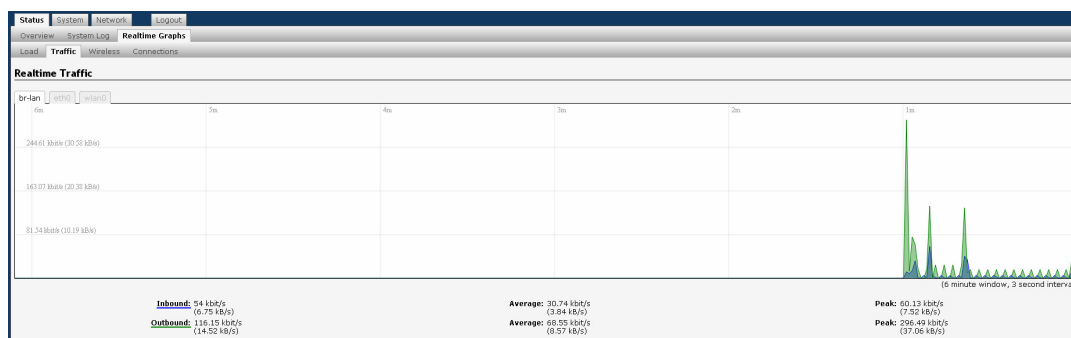 Status System Network Logout
Overview System Log Realtime Graphs
Load Traffic Wireless Connections
Realtime Traffic
br-lan eth0 wlan0
6m 5m 4m 3m 2m 1m
244.61 kbit/s (30.58 kB/s)
163.07 kbit/s (20.38 kB/s)
81.54 kbit/s (10.19 kB/s)
(6 minute window, 3 second interva
Inbound: 54 kbit/s Average: 30.74 kbit/s Peak: 60.13 kbit/s
(6.75 kB/s) (3.84 kB/s) (7.52 kB/s)
Outbound: 116.15 kbit/s Average: 68.55 kbit/s Peak: 296.49 kbit/s
(14.52 kB/s) (8.57 kB/s) (37.06 kB/s)